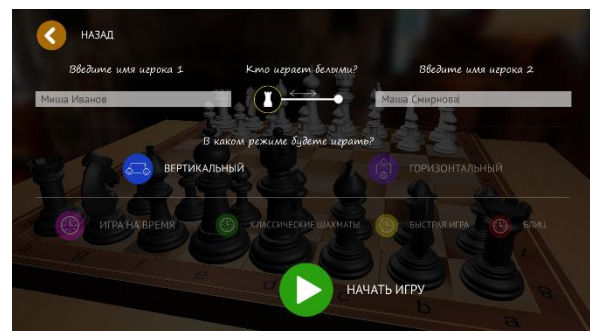 НАЗАД
Введите имя игрока 1 Кто играет белыми? Введите имя игрока 2
Миша Иванов Маша Смирнова
В каком режиме будете играть?
ВЕРТИКАЛЬНЫЙ ГОРИЗОНТАЛЬНЫЙ
ИГРА НА ВРЕМЯ КЛАССИЧЕСКИЕ ШАХМАТЫ БЫСТРАЯ ИГРА БЛИЦ
НАЧАТЬ ИГРУ
f e d b a 8